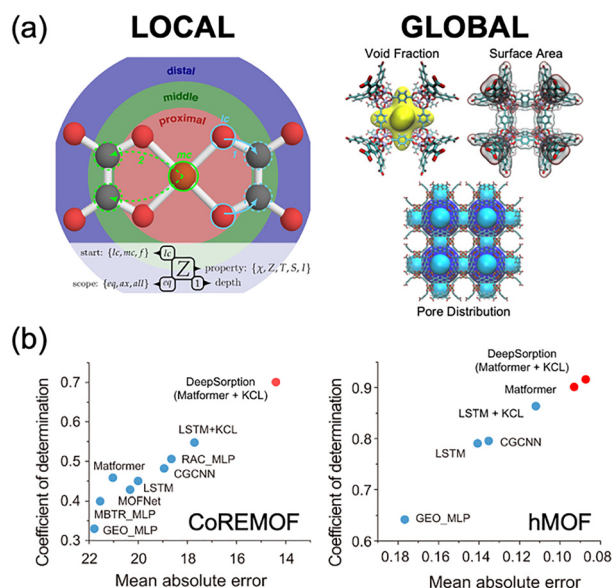 (a)
LOCAL
GLOBAL
Void Fraction
Surface Area
distal
middle
proximal
lc
start: {lc, mc, f}
lc
Z
property: {χ, Z, T, S, I}
scope: {eq, ax, all}
eq
1
depth
Pore Distribution
(b)
Coefficient of determination
0.7
0.6
0.5
0.4
0.3
DeepSorption
(Matformer + KCL)
LSTM+KCL
RAC_MLP
CGCNN
Matformer
LSTM
MOFNet
MBTR_MLP
GEO_MLP
CoREMOF
22
20
18
16
14
Mean absolute error
Coefficient of determination
0.9
0.8
0.7
0.6
DeepSorption
(Matformer + KCL)
Matformer
LSTM + KCL
LSTM
CGCNN
GEO_MLP
hMOF
0.18
0.16
0.14
0.12
0.10
0.08
Mean absolute error